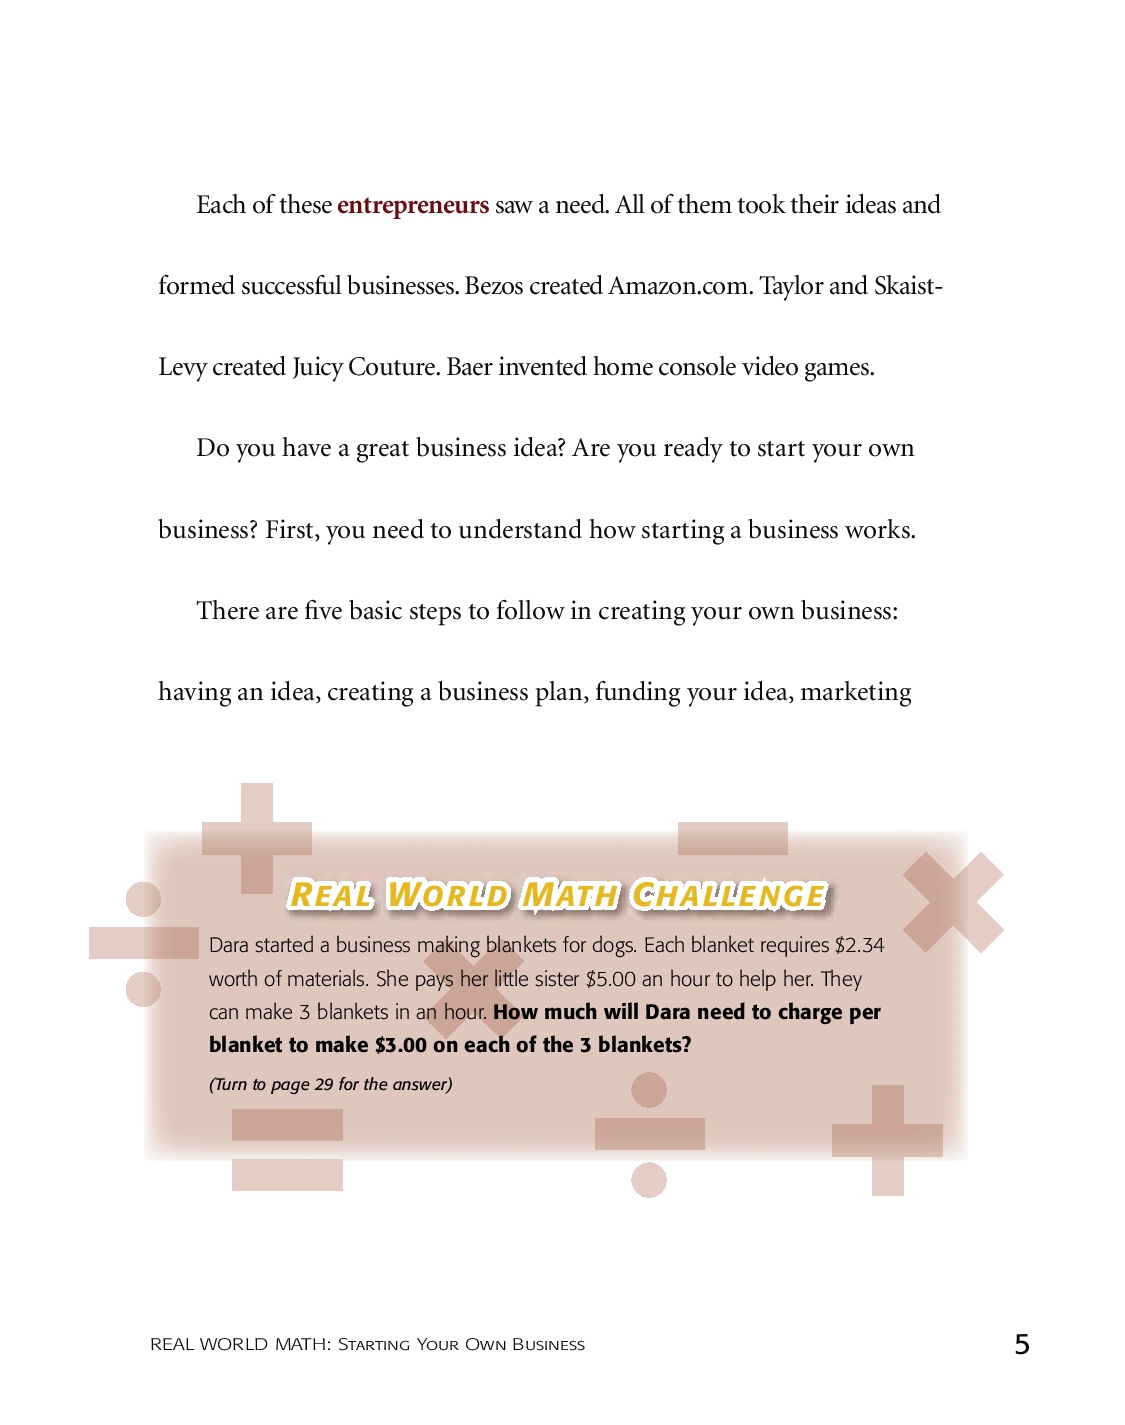 Each of these entrepreneurs saw a need. All of them took their ideas and
formed successful businesses. Bezos created Amazon.com. Taylor and Skaist-
Levy created Juicy Couture. Baer invented home console video games.
Do you have a great business idea? Are you ready to start your own
business? First, you need to understand how starting a business works.
There are five basic steps to follow in creating your own business:
having an idea, creating a business plan, funding your idea, marketing
REAL WORLD MATH CHALLENGE
Dara started a business making blankets for dogs. Each blanket requires $2.34
worth of materials. She pays her little sister $5.00 an hour to help her. They
can make 3 blankets in an hour. How much will Dara need to charge per
blanket to make $3.00 on each of the 3 blankets?
(Turn to page 29 for the answer)
REAL WORLD MATH: Starting Your Own Business
5